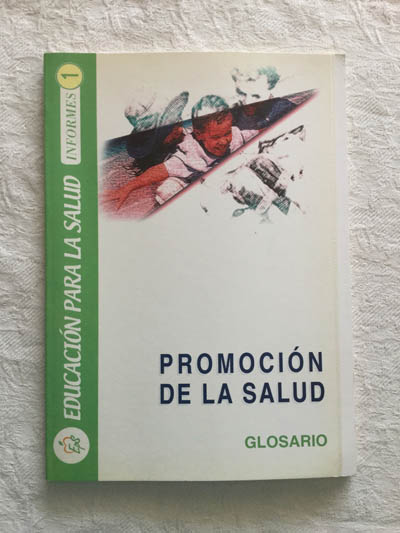 EDUCACIÓN PARA LA SALUD
INFORMES 1
PROMOCIÓN
DE LA SALUD
GLOSARIO